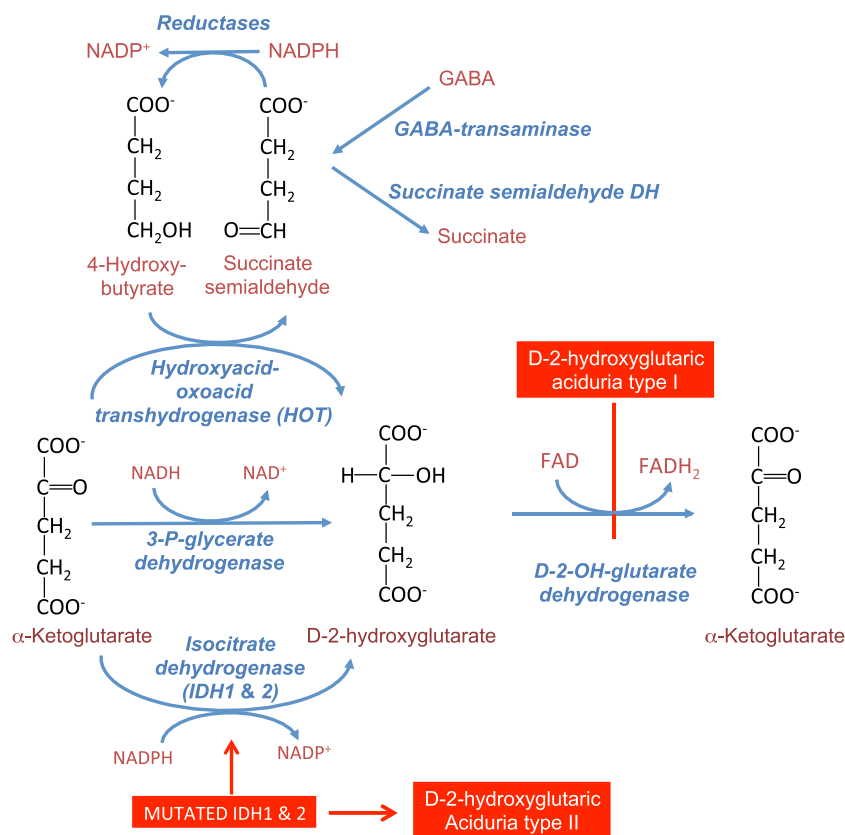 Reductases
NADP⁺
NADPH
GABA
COO⁻
CH₂
CH₂
CH₂OH
COO⁻
CH₂
CH₂
O=CH
GABA-transaminase
Succinate semialdehyde DH
Succinate
4-Hydroxy-
butyrate
Succinate
semialdehyde
Hydroxyacid-
oxoacid
transhydrogenase (HOT)
D-2-hydroxyglutaric
aciduria type I
COO⁻
C=O
CH₂
CH₂
COO⁻
α-Ketoglutarate
NADH
NAD⁺
3-P-glycerate
dehydrogenase
COO⁻
H-C-OH
CH₂
CH₂
COO⁻
D-2-hydroxyglutarate
FAD
FADH₂
D-2-OH-glutarate
dehydrogenase
COO⁻
C=O
CH₂
CH₂
COO⁻
α-Ketoglutarate
Isocitrate
dehydrogenase
(IDH1 & 2)
NADPH
NADP⁺
MUTATED IDH1 & 2
D-2-hydroxyglutaric
Aciduria type II